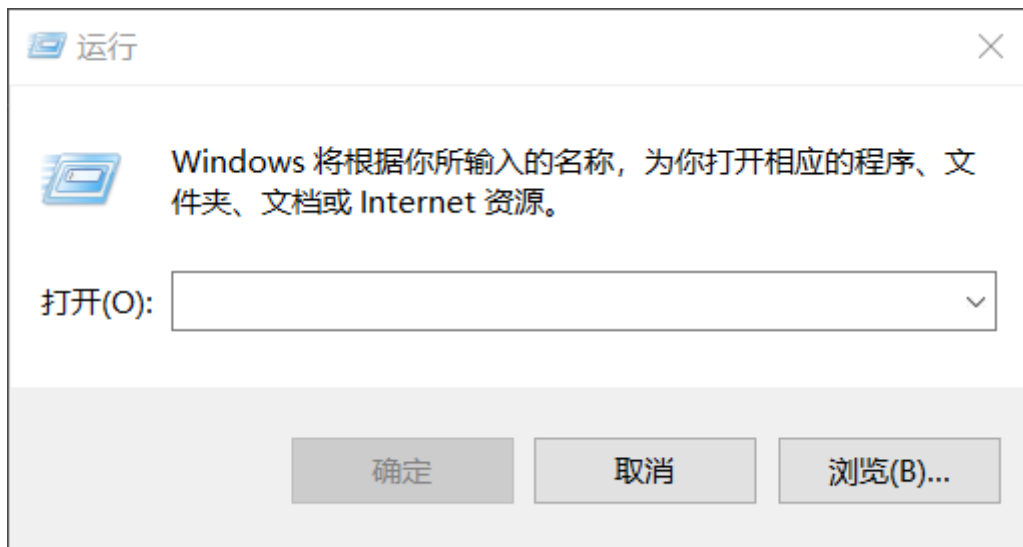 运行
Windows 将根据你所输入的名称，为你打开相应的程序、文
件夹、文档或 Internet 资源。
打开(O):
确定 取消 浏览(B)...